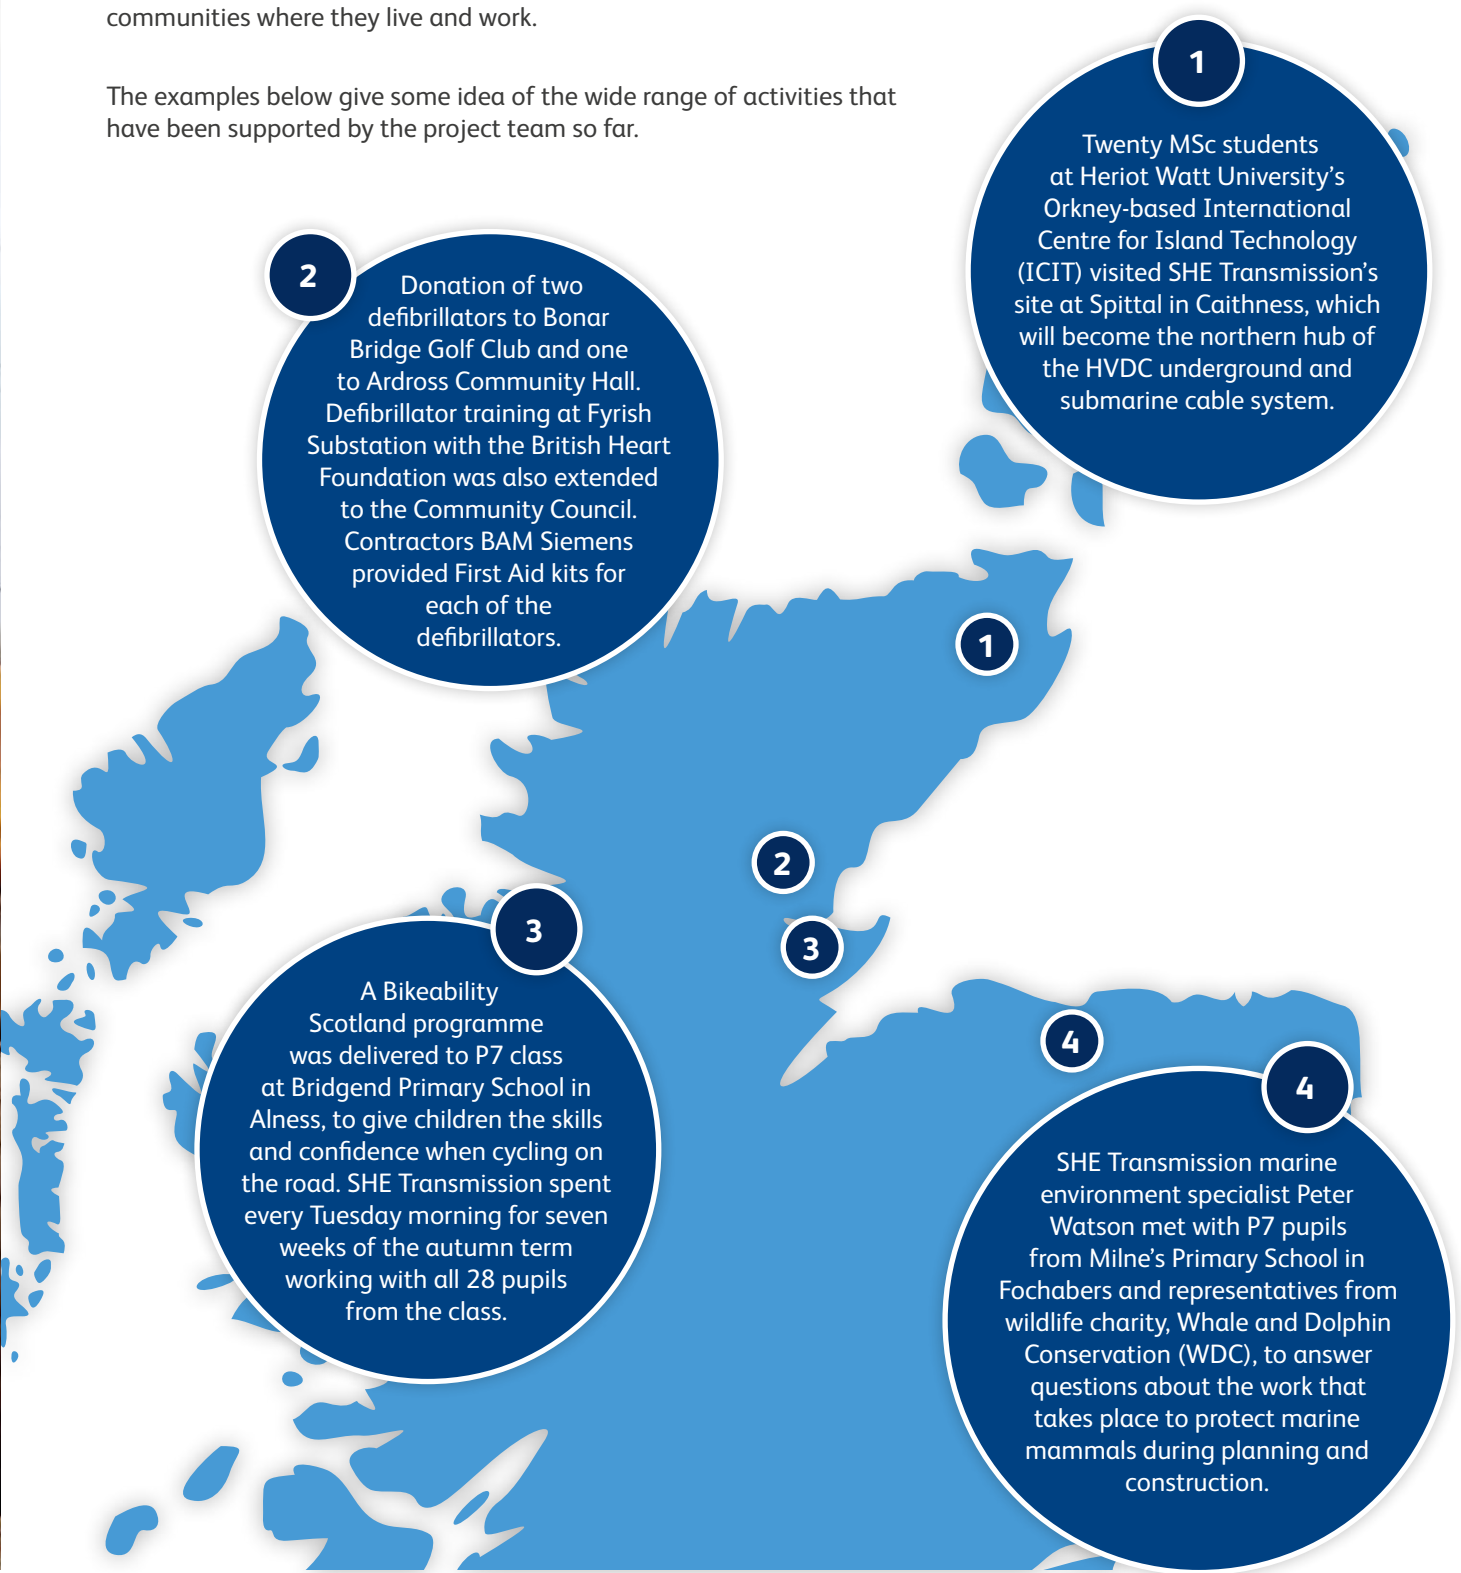 communities where they live and work.
The examples below give some idea of the wide range of activities that
have been supported by the project team so far.
1
Twenty MSc students
at Heriot Watt University's
Orkney-based International
Centre for Island Technology
(ICIT) visited SHE Transmission's
site at Spittal in Caithness, which
will become the northern hub of
the HVDC underground and
submarine cable system.
2
Donation of two
defibrillators to Bonar
Bridge Golf Club and one
to Ardross Community Hall.
Defibrillator training at Fyrish
Substation with the British Heart
Foundation was also extended
to the Community Council.
Contractors BAM Siemens
provided First Aid kits for
each of the
defibrillators.
1
2
3
3
A Bikeability
Scotland programme
was delivered to P7 class
at Bridgend Primary School in
Alness, to give children the skills
and confidence when cycling on
the road. SHE Transmission spent
every Tuesday morning for seven
weeks of the autumn term
working with all 28 pupils
from the class.
4
4
SHE Transmission marine
environment specialist Peter
Watson met with P7 pupils
from Milne's Primary School in
Fochabers and representatives from
wildlife charity, Whale and Dolphin
Conservation (WDC), to answer
questions about the work that
takes place to protect marine
mammals during planning and
construction.